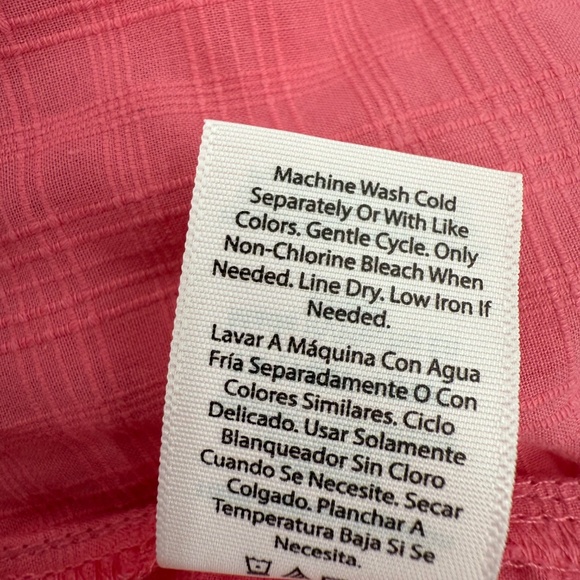 Machine Wash Cold
Separately Or With Like
Colors. Gentle Cycle. Only
Non-Chlorine Bleach When
Needed. Line Dry. Low Iron If
Needed.
Lavar A Máquina Con Agua
Fría Separadamente O Con
Colores Similares. Ciclo
Delicado. Usar Solamente
Blanqueador Sin Cloro
Cuando Se Necesite. Secar
Colgado. Planchar A
Temperatura Baja Si Se
Necesita.